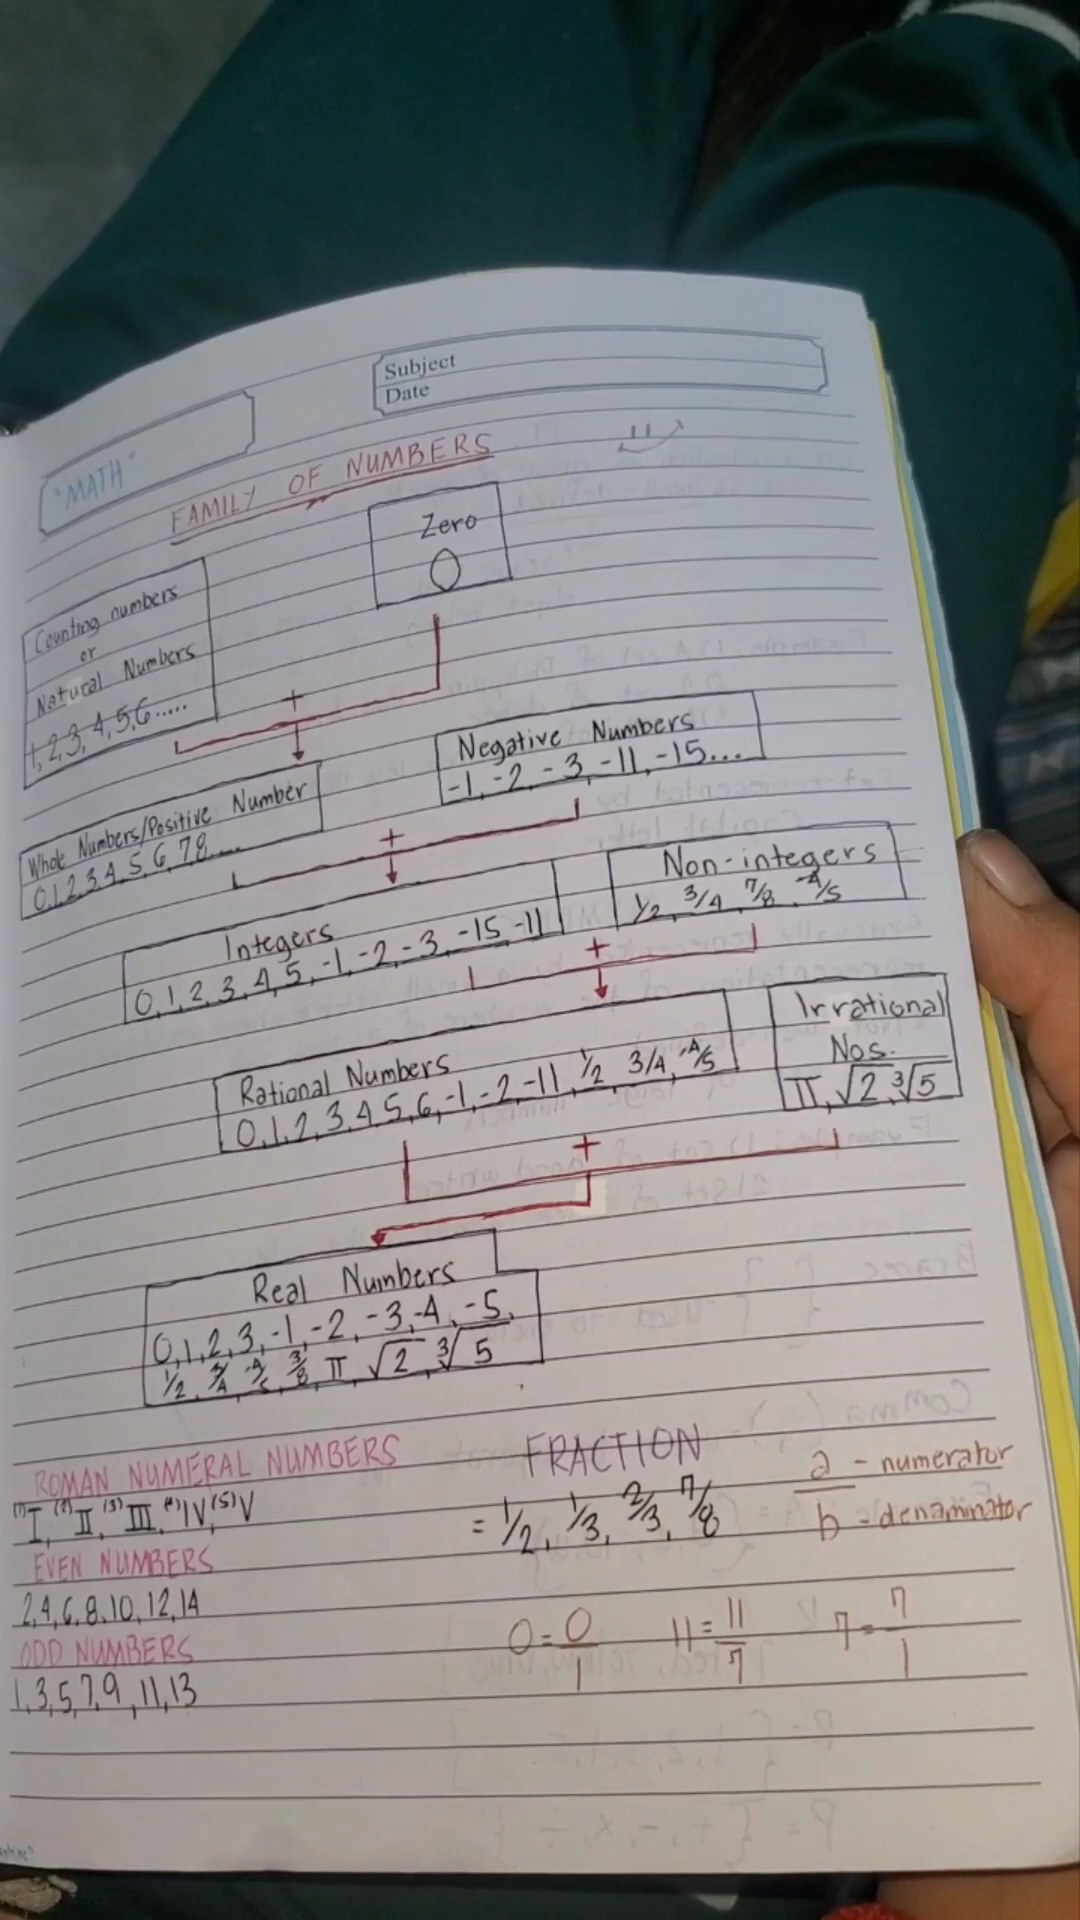 Subject
Date
"MATH"
FAMILY OF NUMBERS
Zero
0
Counting numbers
or
Natural Numbers
1, 2, 3, 4, 5, 6.....
+
Negative Numbers
-1, -2, -3, -11, -15...
Whole Numbers/Positive Number
0,1,2,3,4,5,6,7,8....
+
Non-integers
1/2, 3/4, 7/8, -4/5
Integers
0,1,2,3,4,5,-1,-2,-3,-15,-11
+
Irrational
Nos.
π, √2, ∛5
Rational Numbers
0,1,2,3,4,5,6,-1,-2,-11, 1/2, 3/4, -4/5
+
Real Numbers
0,1,2,3,-1,-2,-3,-4,-5,
1/2, 3/4, -4/5, 3/8, π, √2, ∛5
ROMAN NUMERAL NUMBERS
(1)I, (2)II, (3)III, (4)IV, (5)V
EVEN NUMBERS
2,4,6,8,10,12,14
ODD NUMBERS
1,3,5,7,9,11,13
FRACTION
= 1/2, 1/3, 2/3, 7/8
a - numerator
b - denaminator
0 = 0/1 11 = 11/7 7 = 7/1